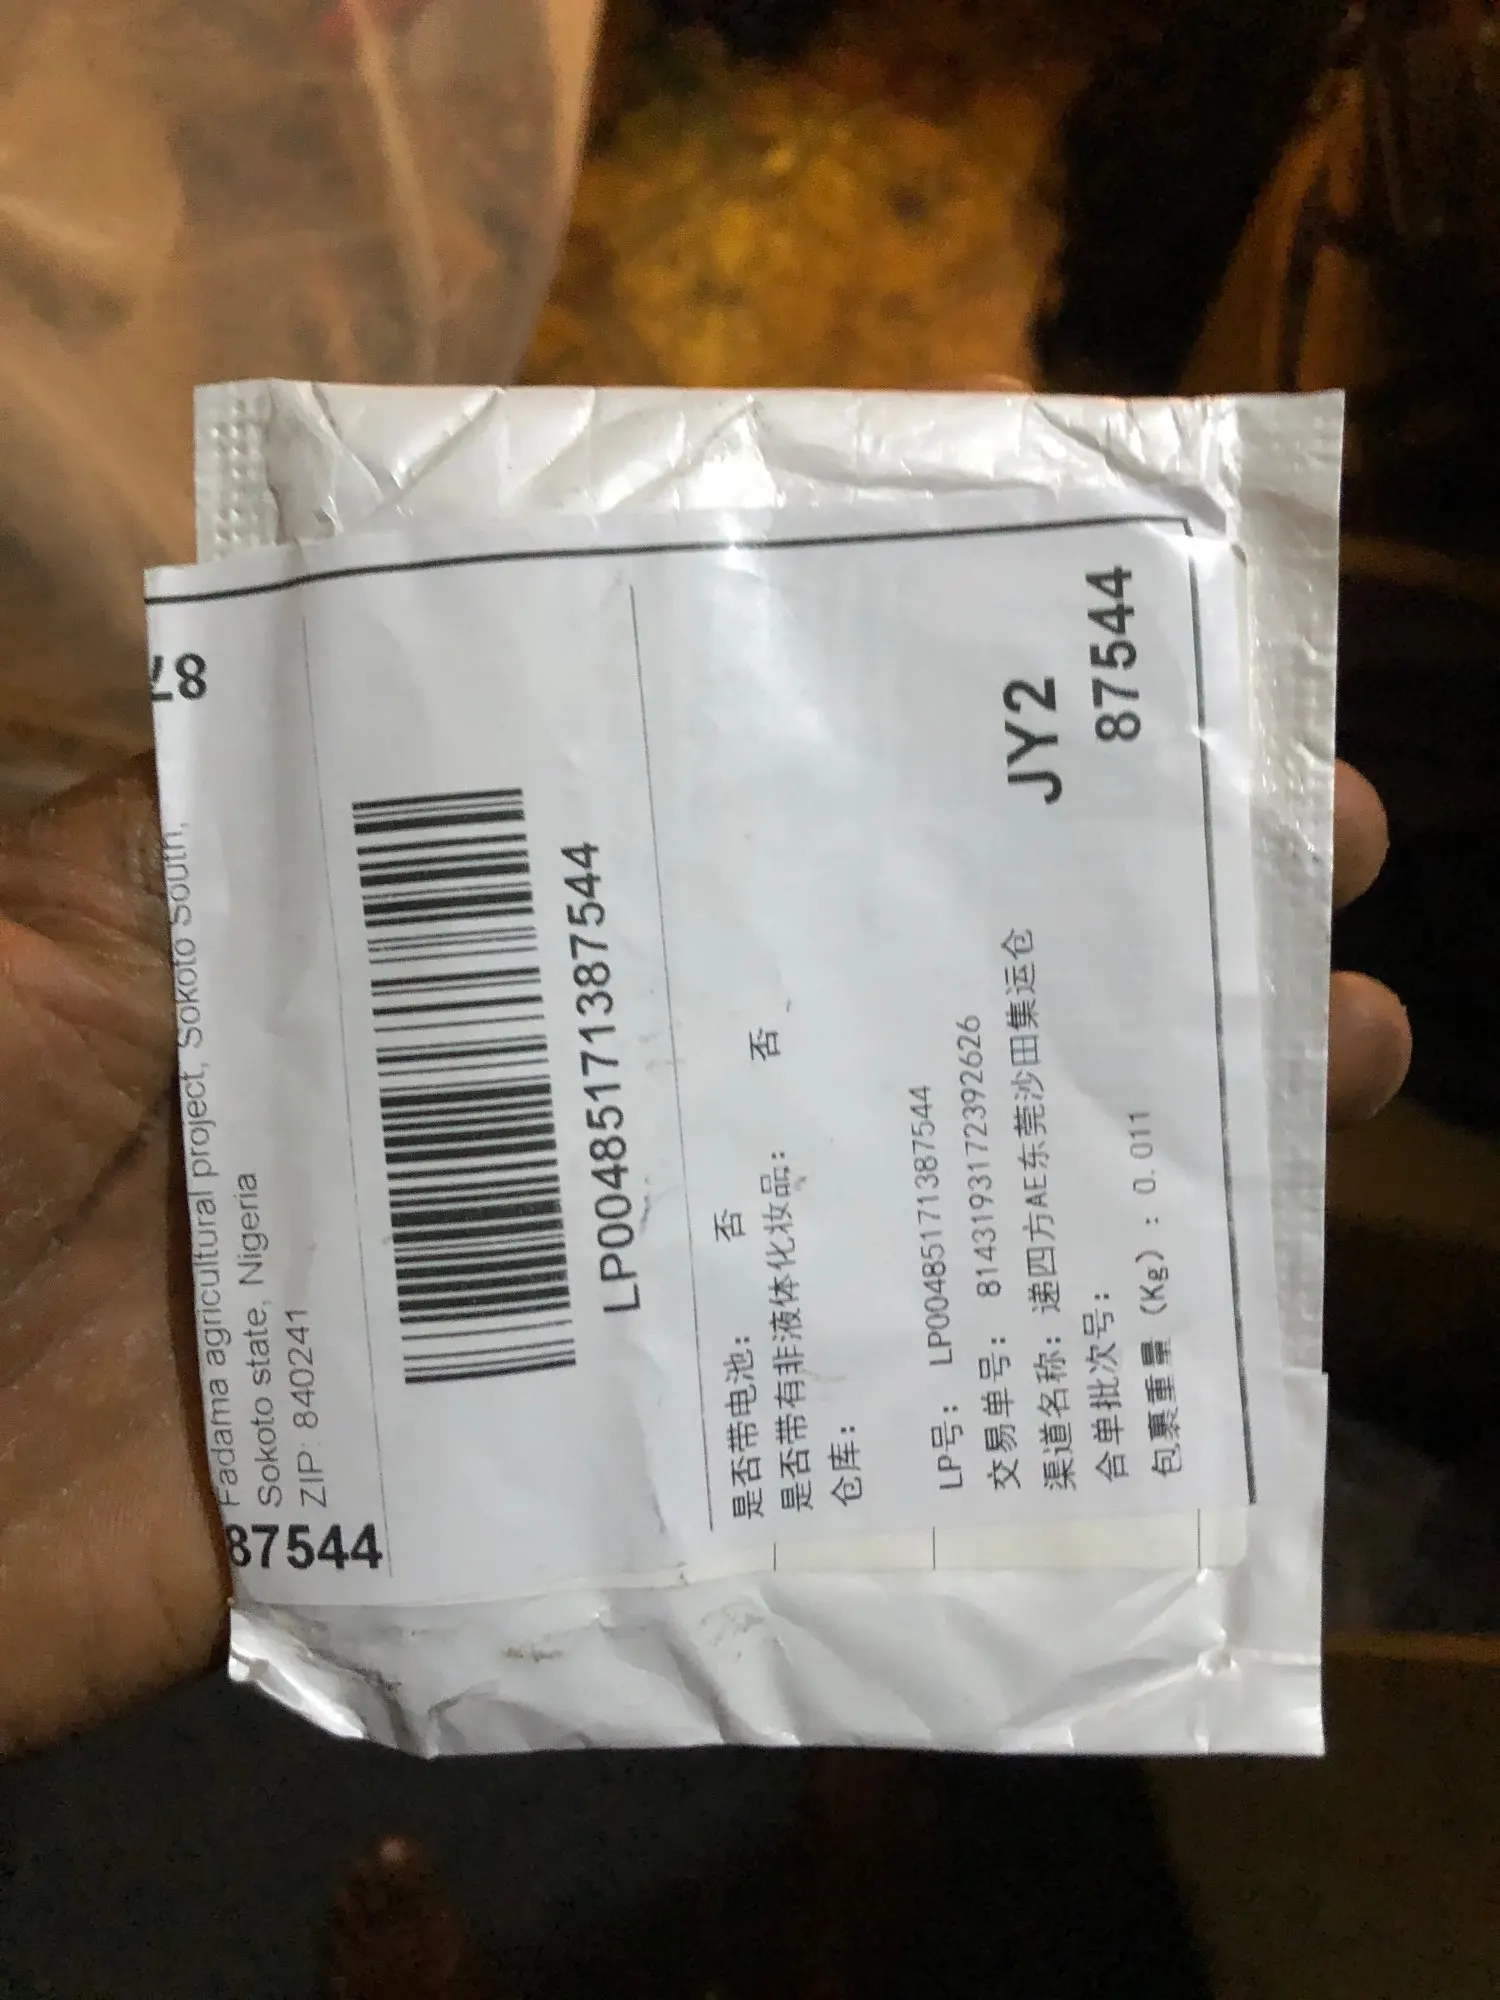 Fadama agricultural project, Sokoto South,
Sokoto state, Nigeria
ZIP: 840241
87544
LP00485171387544
是否带电池: 否
是否带有非液体化妆品: 否
仓库:
LP号: LP00485171387544
交易单号: 8143193172392626
渠道名称: 递四方AE东莞沙田集运仓
合单批次号:
JY2
包裹重量(Kg): 0.011
87544